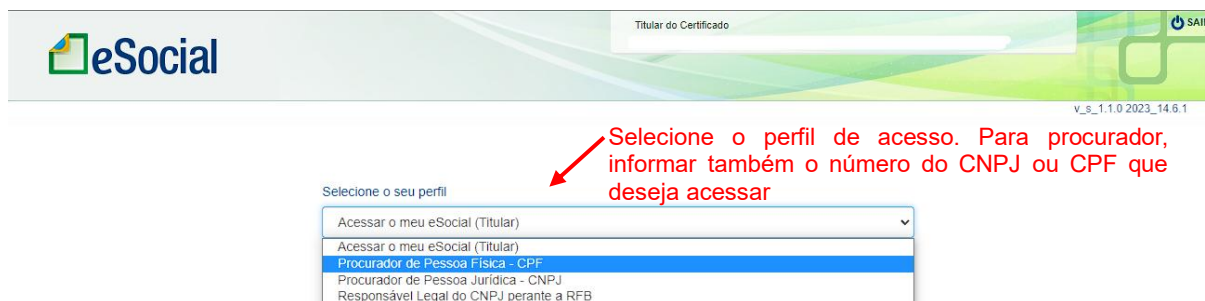 Titular do Certificado
SAI
eSocial
v_s_1.1.0 2023_14.6.1
Selecione o perfil de acesso. Para procurador,
informar também o número do CNPJ ou CPF que
deseja acessar
Selecione o seu perfil
Acessar o meu eSocial (Titular)
Acessar o meu eSocial (Titular)
Procurador de Pessoa Física - CPF
Procurador de Pessoa Jurídica - CNPJ
Responsável Legal do CNPJ perante a RFB